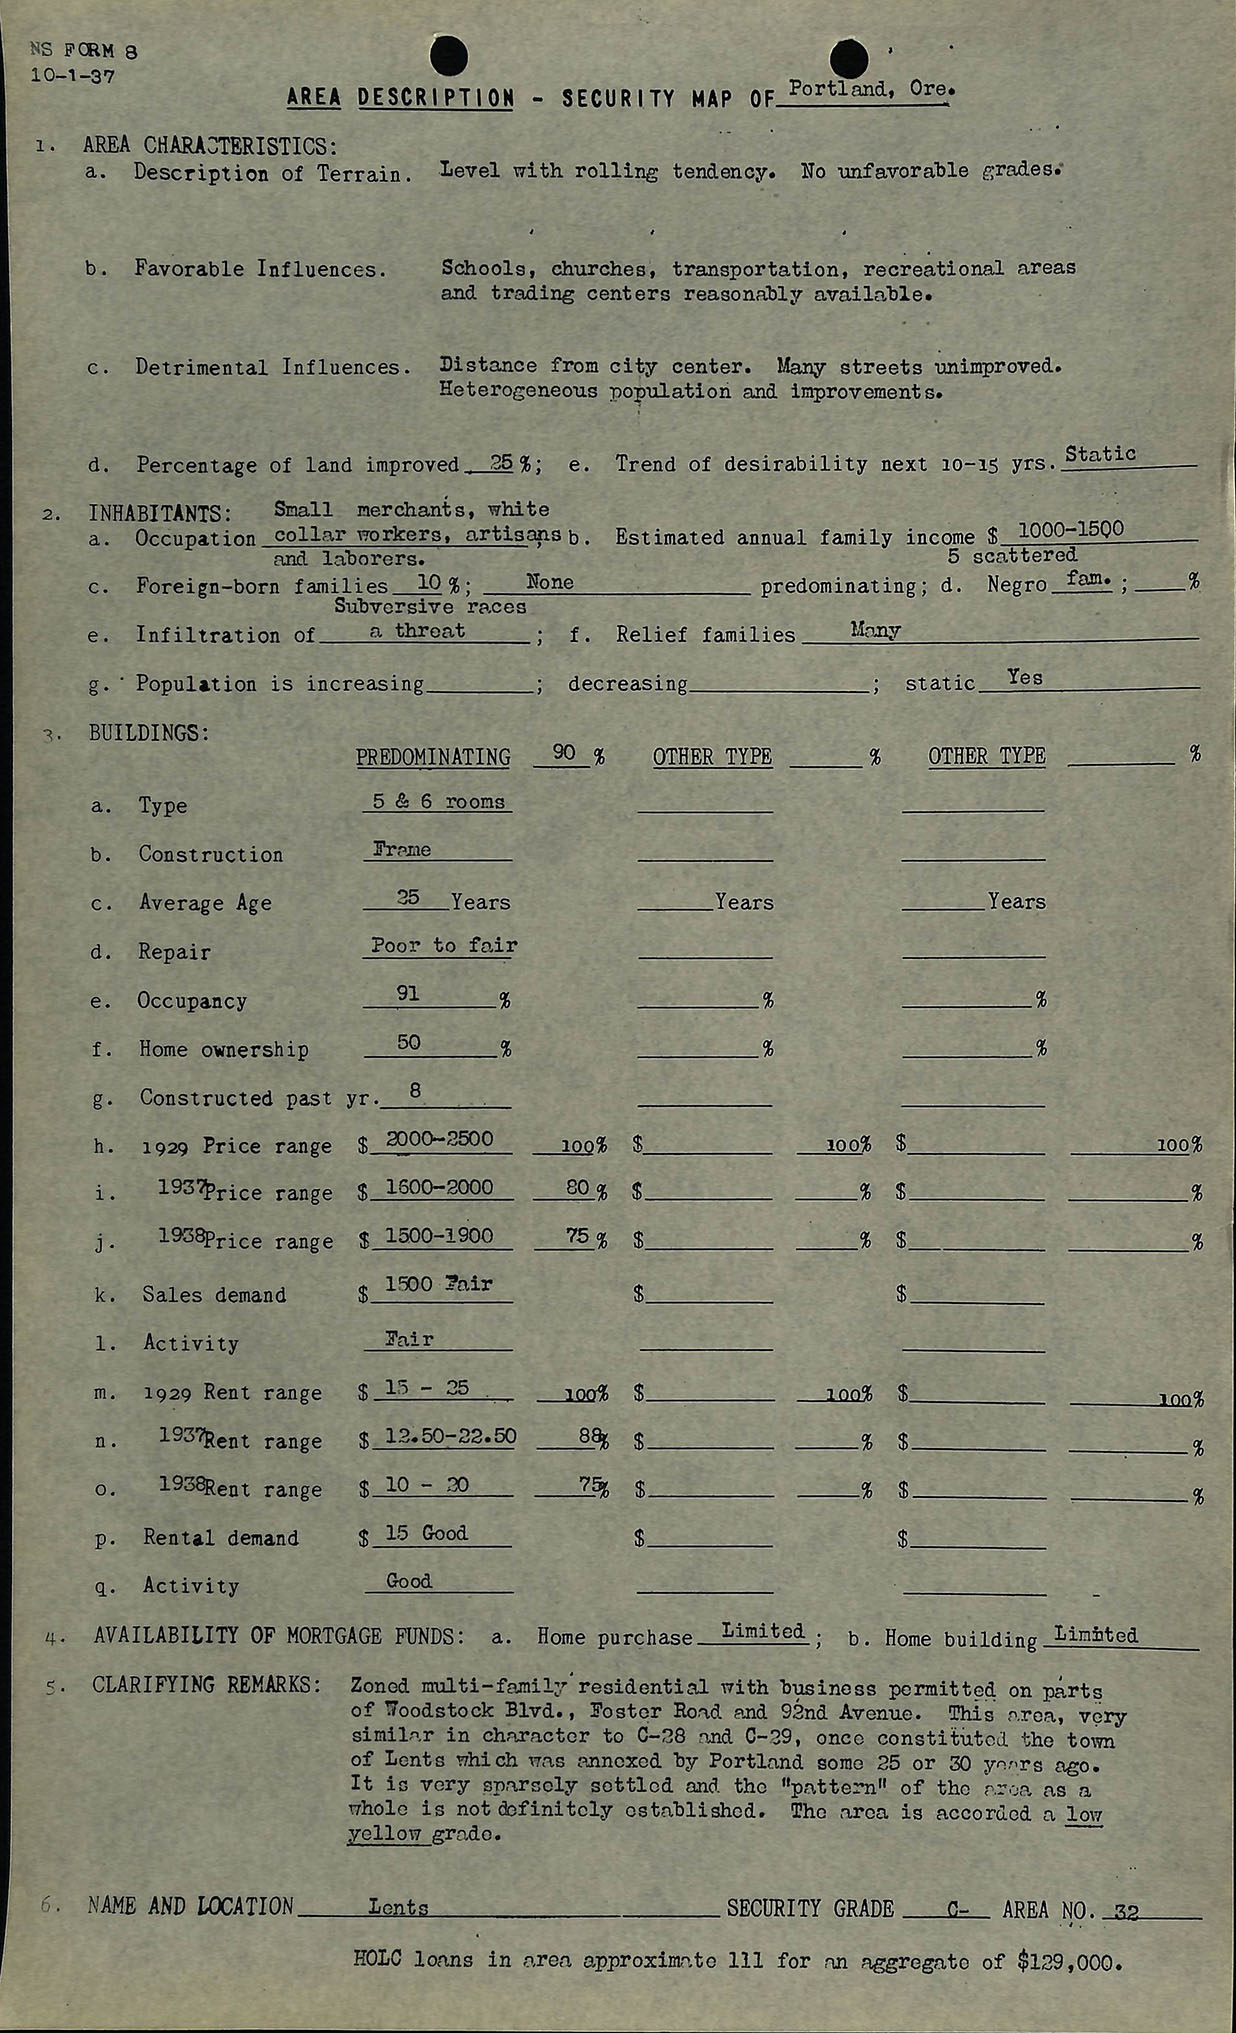 NS FORM 8
10-1-37
AREA DESCRIPTION - SECURITY MAP OF Portland, Ore.
1. AREA CHARACTERISTICS:
a. Description of Terrain. Level with rolling tendency. No unfavorable grades.
b. Favorable Influences. Schools, churches, transportation, recreational areas
and trading centers reasonably available.
c. Detrimental Influences. Distance from city center. Many streets unimproved.
Heterogeneous population and improvements.
d. Percentage of land improved 25 %; e. Trend of desirability next 10-15 yrs. Static
2. INHABITANTS: Small merchants, white
a. Occupation collar workers, artisans b. Estimated annual family income $ 1000-1500
and laborers. 5 scattered
c. Foreign-born families 10 %; None predominating; d. Negro fam. ; %
Subversive races
e. Infiltration of a threat ; f. Relief families Many
g. Population is increasing ; decreasing ; static Yes
3. BUILDINGS:
PREDOMINATING 90 % OTHER TYPE % OTHER TYPE %
a. Type 5 & 6 rooms
b. Construction Frame
c. Average Age 25 Years Years Years
d. Repair Poor to fair
e. Occupancy 91 % % %
f. Home ownership 50 % % %
g. Constructed past yr. 8
h. 1929 Price range $ 2000-2500 100% $ 100% $ 100%
i. 1937 Price range $ 1600-2000 80 % $ % $ %
j. 1938 Price range $ 1500-1900 75 % $ % $ %
k. Sales demand $ 1500 Fair $ $
l. Activity Fair
m. 1929 Rent range $ 15 - 25 100% $ 100% $ 100%
n. 1937 Rent range $ 12.50-22.50 88% $ % $ %
o. 1938 Rent range $ 10 - 20 75% $ % $ %
p. Rental demand $ 15 Good $ $
q. Activity Good
4. AVAILABILITY OF MORTGAGE FUNDS: a. Home purchase Limited ; b. Home building Limited
5. CLARIFYING REMARKS: Zoned multi-family residential with business permitted on parts
of Woodstock Blvd., Foster Road and 92nd Avenue. This area, very
similar in character to C-28 and C-29, once constituted the town
of Lents which was annexed by Portland some 25 or 30 years ago.
It is very sparsely settled and the "pattern" of the area as a
whole is not definitely established. The area is accorded a low
yellow grade.
6. NAME AND LOCATION Lents SECURITY GRADE C- AREA NO. 32
HOLC loans in area approximate 111 for an aggregate of $129,000.